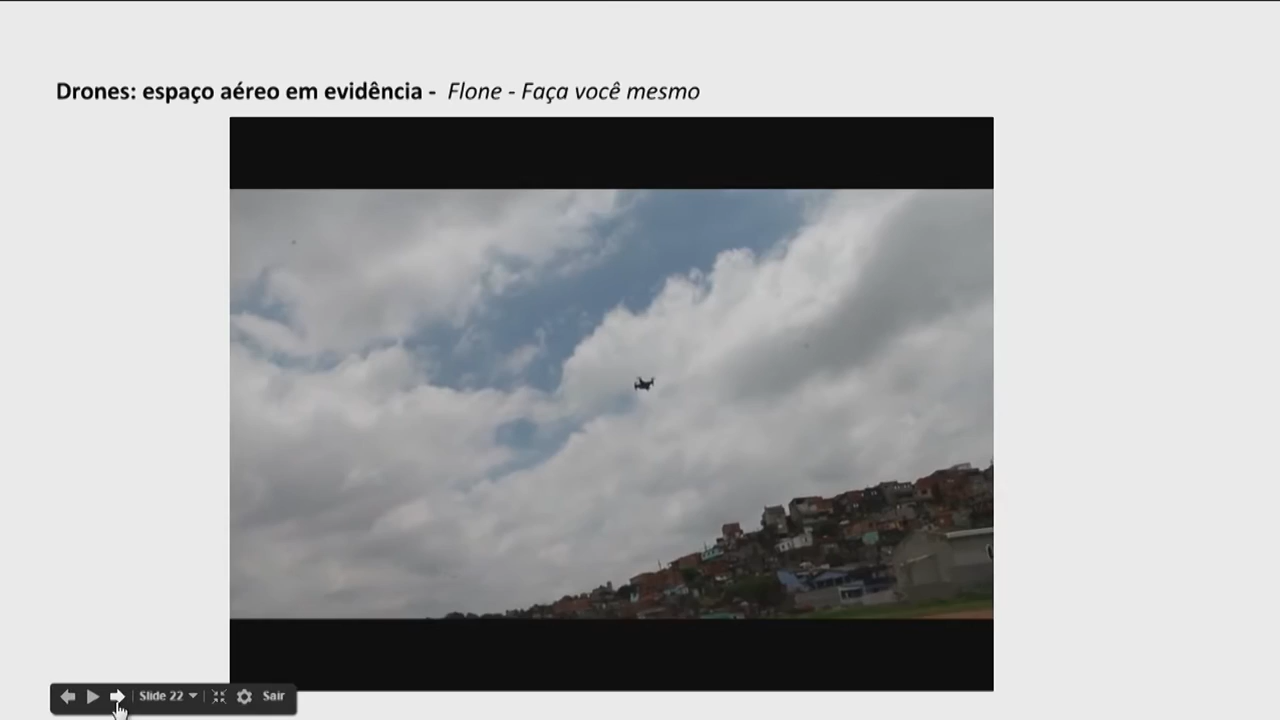 Drones: espaço aéreo em evidência - Flone - Faça você mesmo
Slide 22 Sair